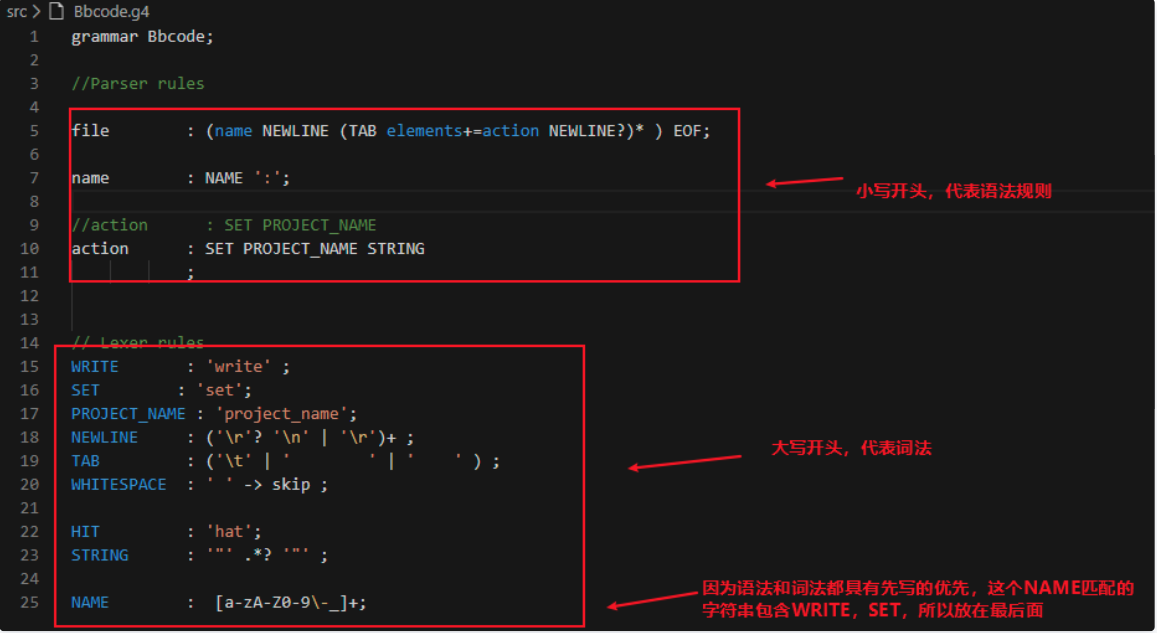 src > Bbcode.g4
1 grammar Bbcode;
2
3 //Parser rules
4
5 file : (name NEWLINE (TAB elements+=action NEWLINE?)* ) EOF;
6
7 name : NAME ':';
8
小写开头，代表语法规则
9 //action : SET PROJECT_NAME
10 action : SET PROJECT_NAME STRING
11 ;
12
13
14 // Lexer rules
15 WRITE : 'write' ;
16 SET : 'set';
17 PROJECT_NAME : 'project_name';
18 NEWLINE : ('\r'? '\n' | '\r')+ ;
大写开头，代表词法
19 TAB : ('\t' | '        ' | '    ' ) ;
20 WHITESPACE : ' ' -> skip ;
21
22 HIT : 'hat';
23 STRING : '"' .*? '"' ;
24
因为语法和词法都具有先写的优先，这个NAME匹配的
字符串包含WRITE，SET，所以放在最后面
25 NAME : [a-zA-Z0-9\-_]+;